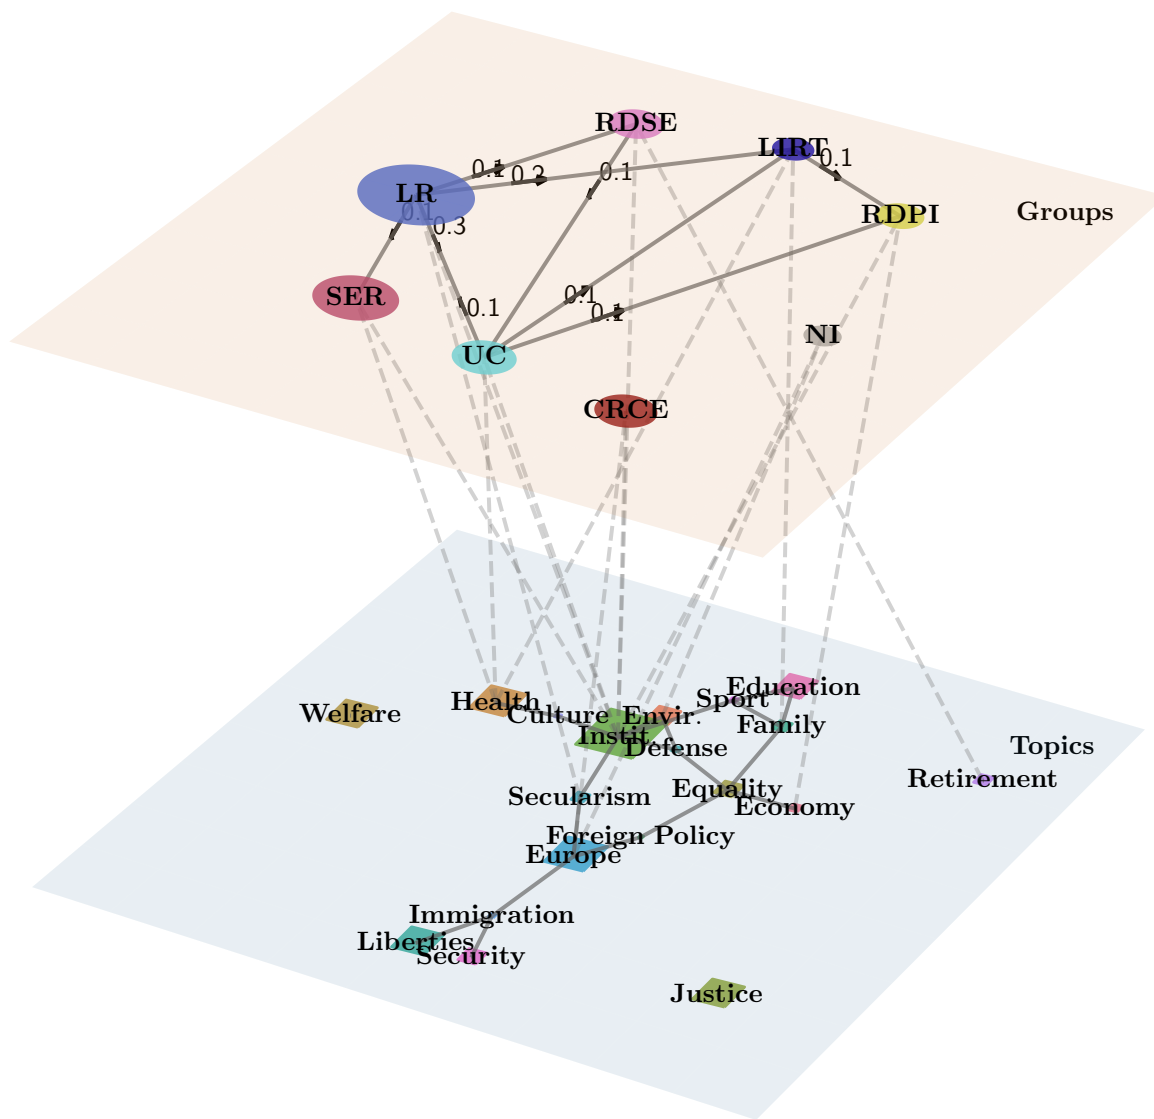 RDSE
LIRT
0.1
0.1
0.2
0.1
LR
RDPI
Groups
0.1
0.3
SER
0.1
0.1
NI
UC
CRCE
Education
Health
Sport
Welfare
Culture
Envir.
Family
Instit.
Defense
Topics
Retirement
Equality
Secularism
Economy
Foreign Policy
Europe
Immigration
Liberties
Security
Justice